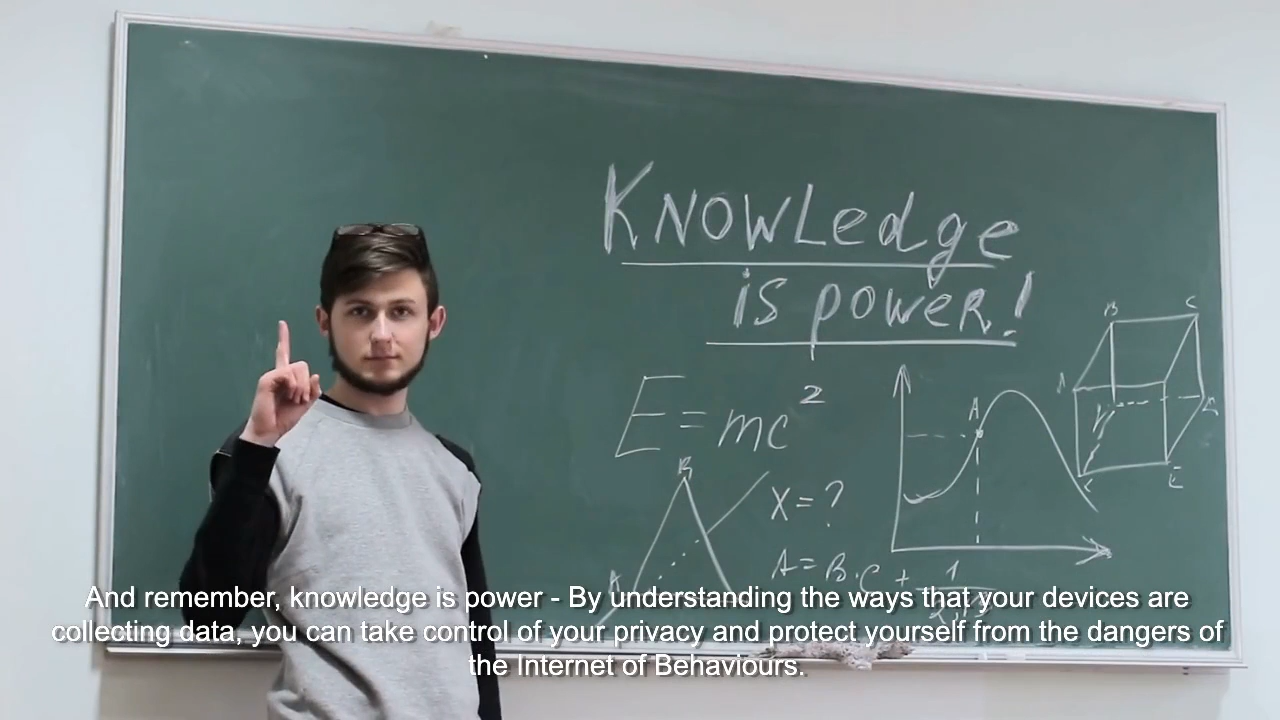 Knowledge
is power!
E=mc²
B
X=?
A
A=B.C + 1
A
B
C
A
E
And remember, knowledge is power - By understanding the ways that your devices are
collecting data, you can take control of your privacy and protect yourself from the dangers of
the Internet of Behaviours.